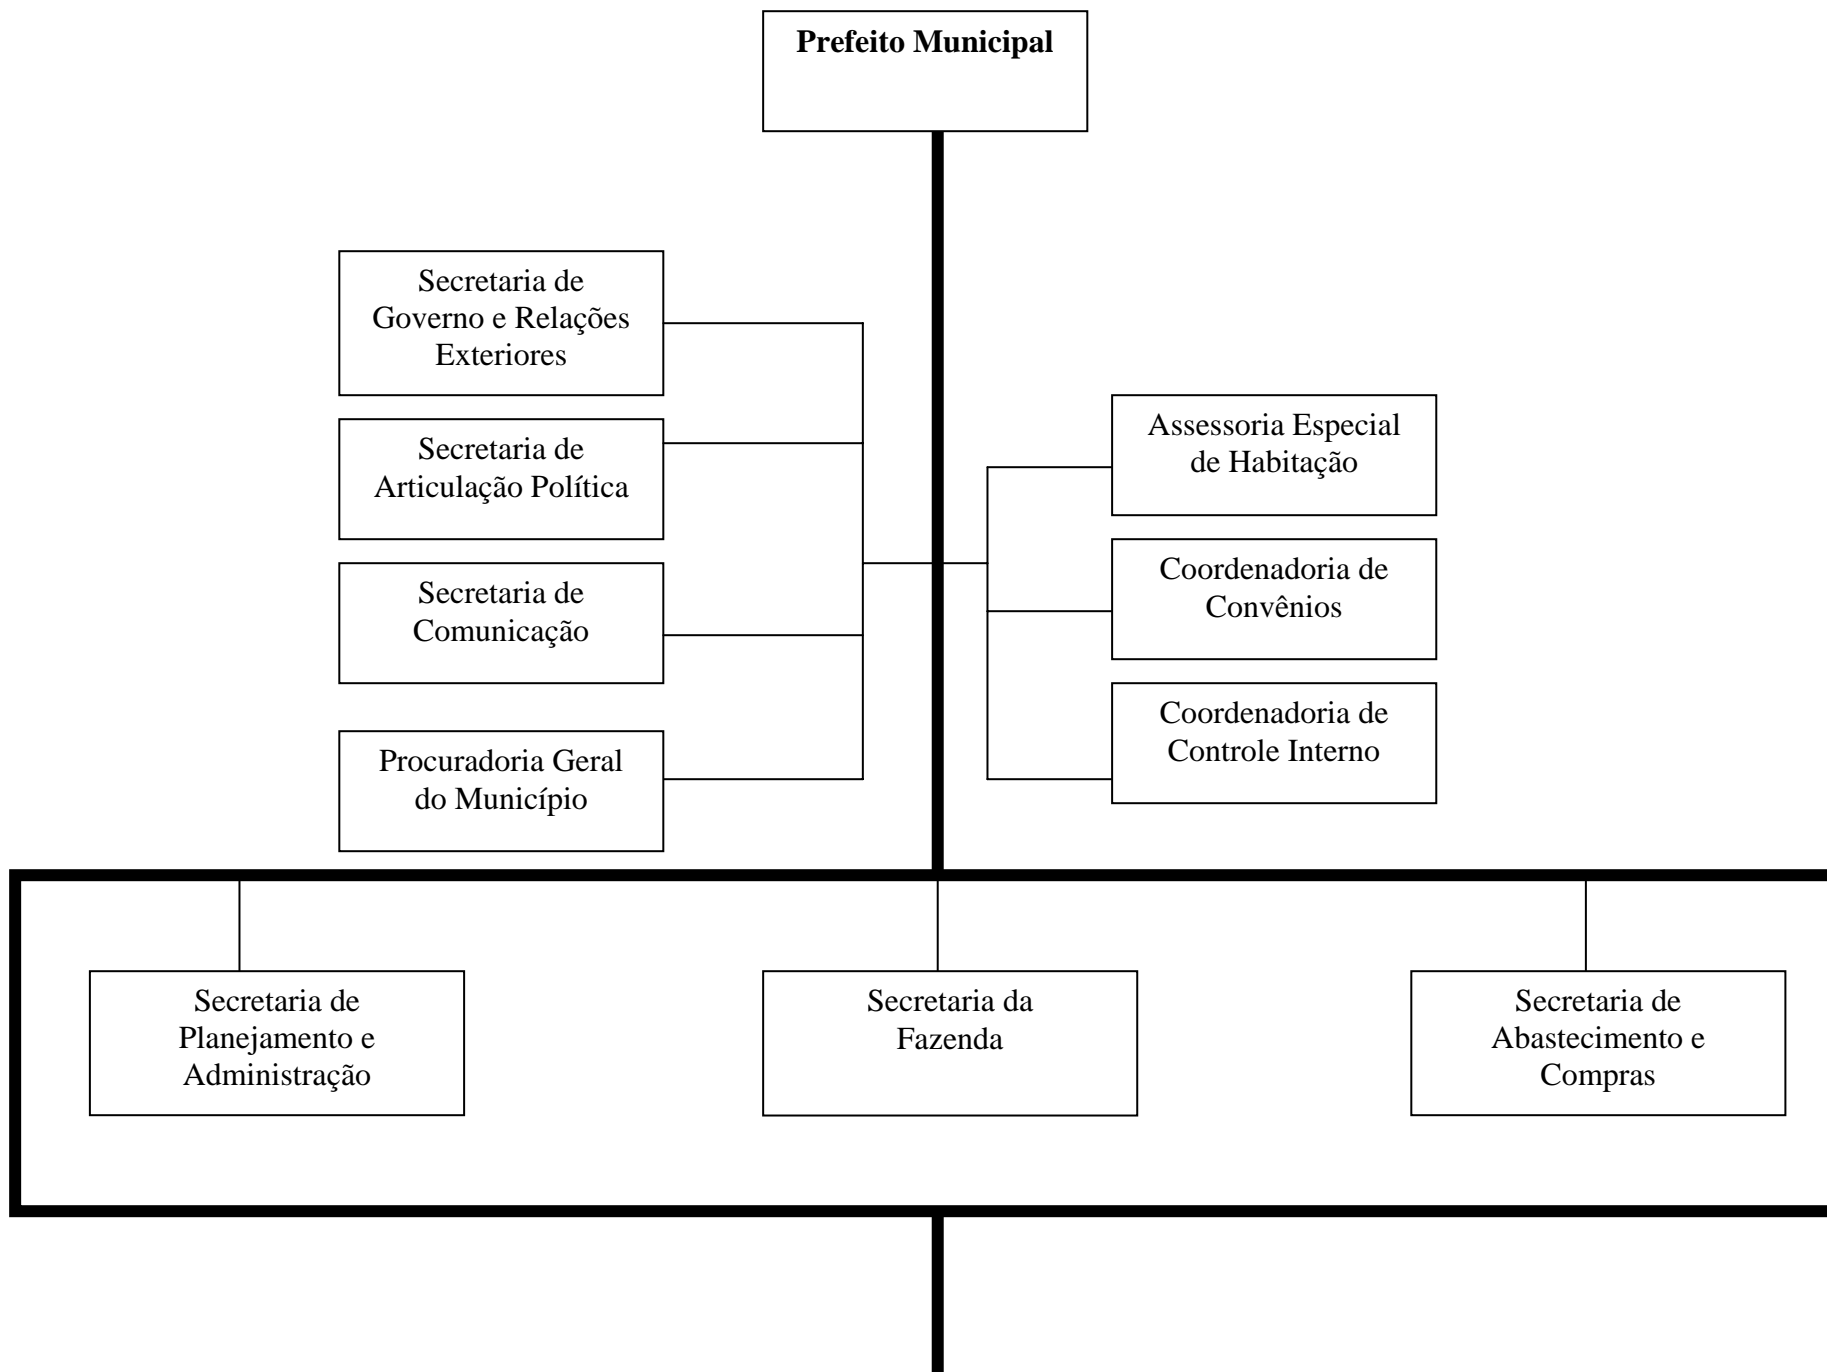 Prefeito Municipal
Secretaria de
Governo e Relações
Exteriores
Secretaria de
Articulação Política
Secretaria de
Comunicação
Procuradoria Geral
do Município
Assessoria Especial
de Habitação
Coordenadoria de
Convênios
Coordenadoria de
Controle Interno
Secretaria de
Planejamento e
Administração
Secretaria da
Fazenda
Secretaria de
Abastecimento e
Compras